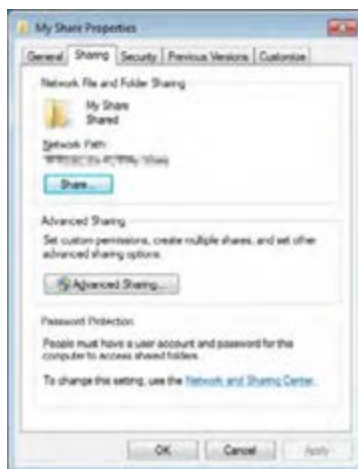 My Share Properties
General Sharing Security Previous Versions Customize
Network File and Folder Sharing
My Share
Shared
Network Path:
Share...
Advanced Sharing
Set custom permissions, create multiple shares, and set other
advanced sharing options.
Advanced Sharing...
Password Protection
People must have a user account and password for this
computer to access shared folders.
To change this setting, use the Network and Sharing Center.
OK Cancel Apply